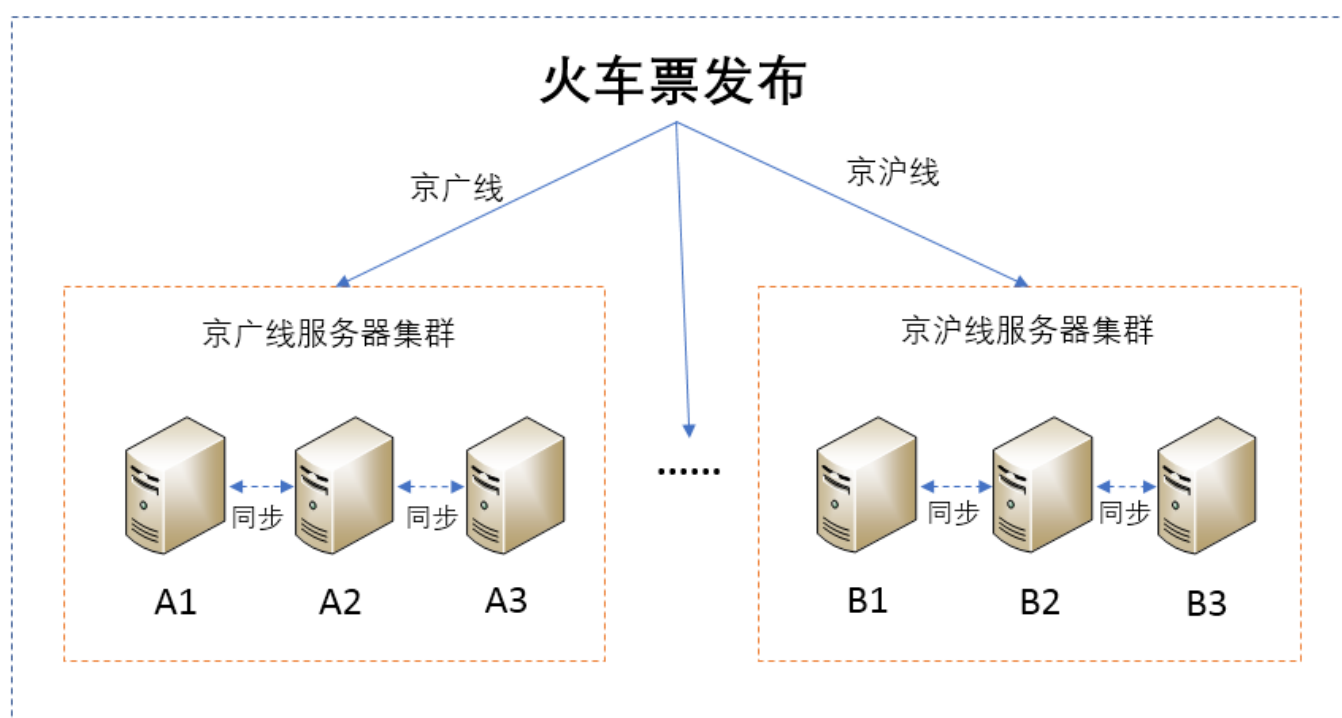 火车票发布
京广线
京沪线
京广线服务器集群
京沪线服务器集群
......
同步
同步
同步
同步
A1
A2
A3
B1
B2
B3